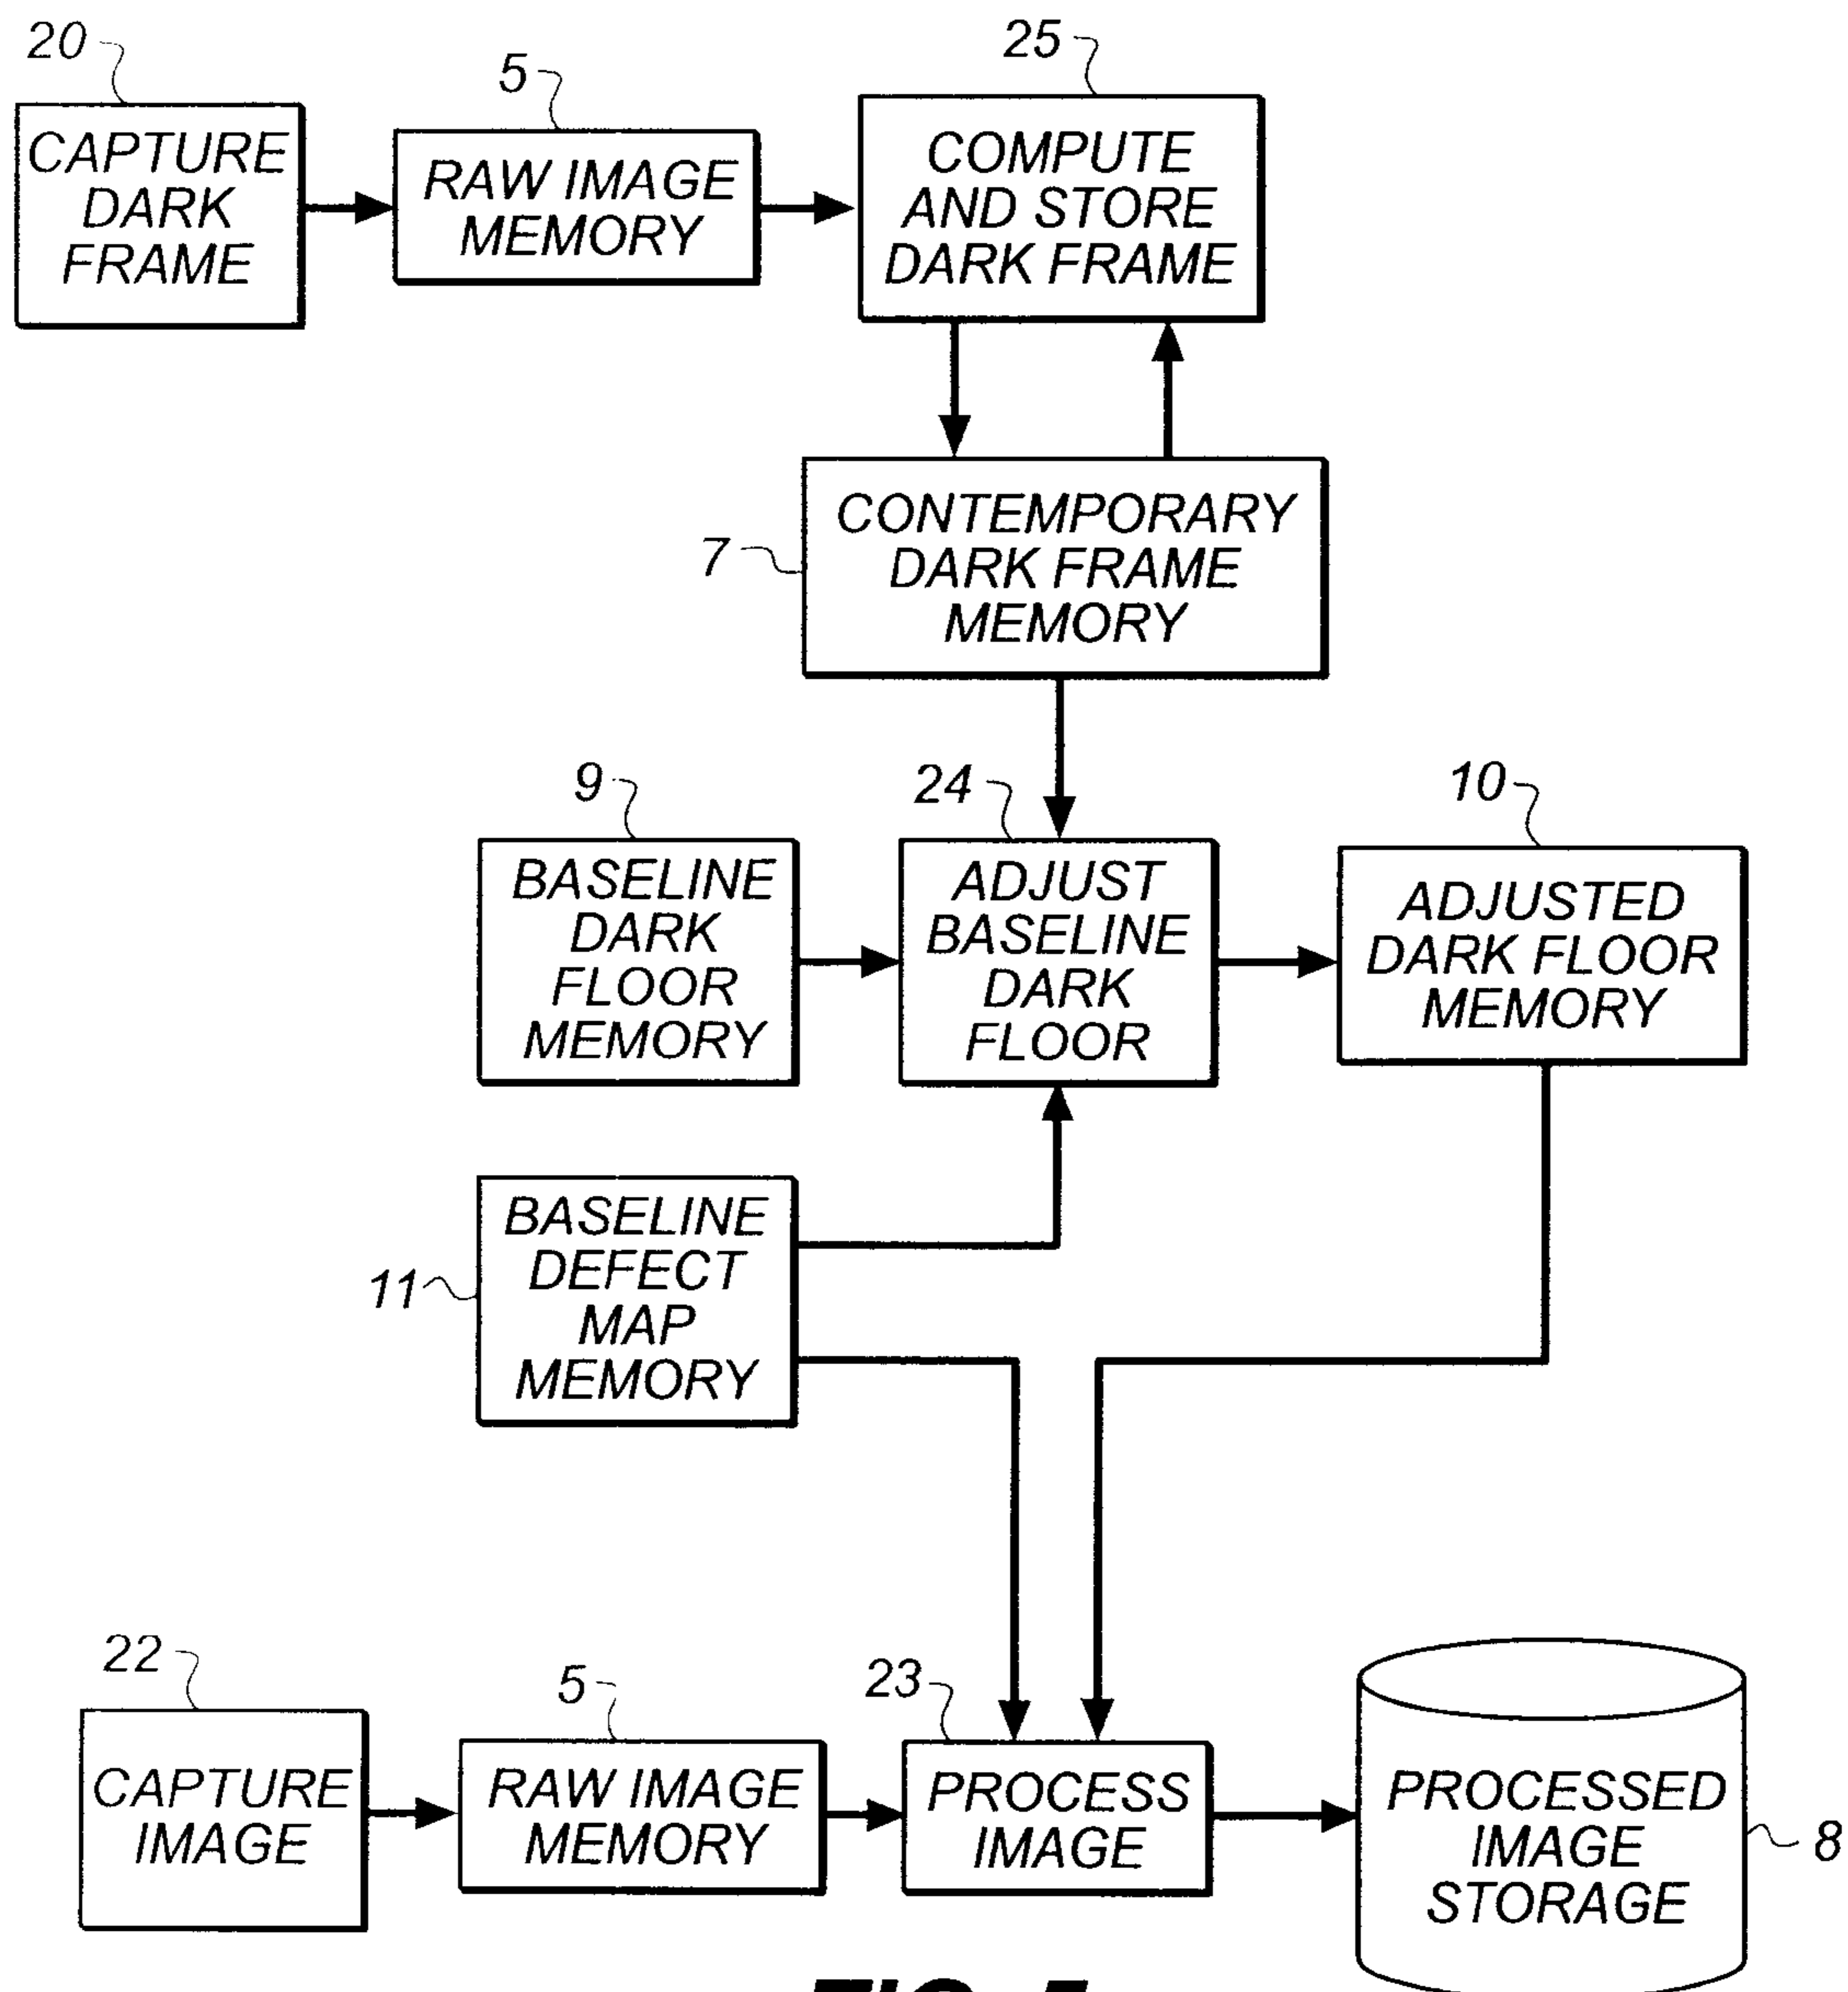 20
5
25
CAPTURE
DARK
FRAME
RAW IMAGE
MEMORY
COMPUTE
AND STORE
DARK FRAME
7
CONTEMPORARY
DARK FRAME
MEMORY
9
24
10
BASELINE
DARK
FLOOR
MEMORY
ADJUST
BASELINE
DARK
FLOOR
ADJUSTED
DARK FLOOR
MEMORY
11
BASELINE
DEFECT
MAP
MEMORY
22
5
23
CAPTURE
IMAGE
RAW IMAGE
MEMORY
PROCESS
IMAGE
PROCESSED
IMAGE
STORAGE
8